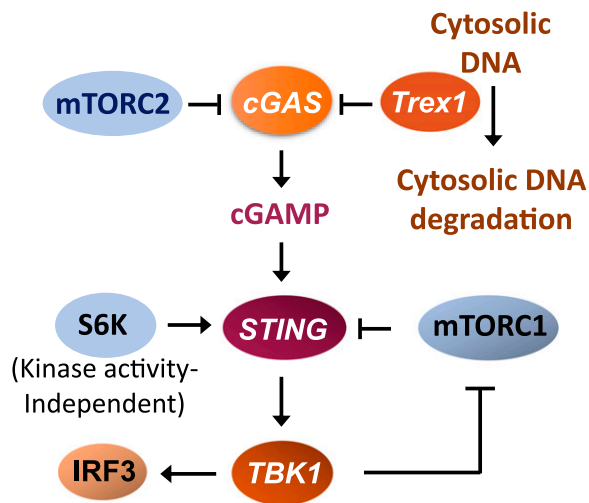 Cytosolic
DNA
mTORC2
cGAS
Trex1
Cytosolic DNA
degradation
cGAMP
S6K
STING
mTORC1
(Kinase activity-
Independent)
IRF3
TBK1